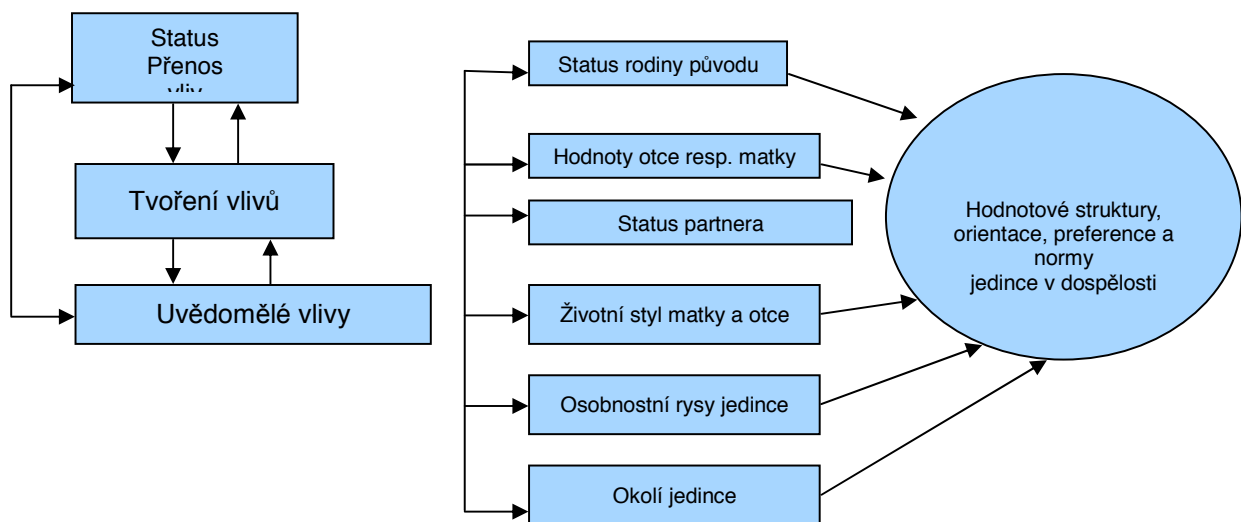 Status
Přenos
Tvoření vlivů
Uvědomělé vlivy
Status rodiny původu
Hodnoty otce resp. matky
Status partnera
Životní styl matky a otce
Osobnostní rysy jedince
Okolí jedince
Hodnotové struktury,
orientace, preference a
normy
jedince v dospělosti